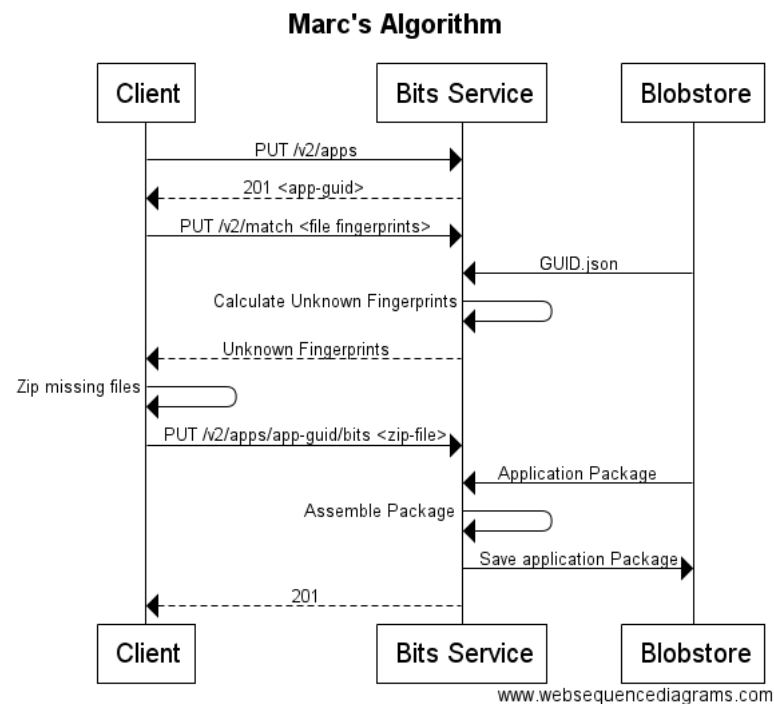 Marc's Algorithm
Client
Bits Service
Blobstore
PUT /v2/apps
201 <app-guid>
PUT /v2/match <file fingerprints>
GUID.json
Calculate Unknown Fingerprints
Unknown Fingerprints
Zip missing files
PUT /v2/apps/app-guid/bits <zip-file>
Application Package
Assemble Package
Save application Package
201
Client
Bits Service
Blobstore
www.websequencediagrams.com